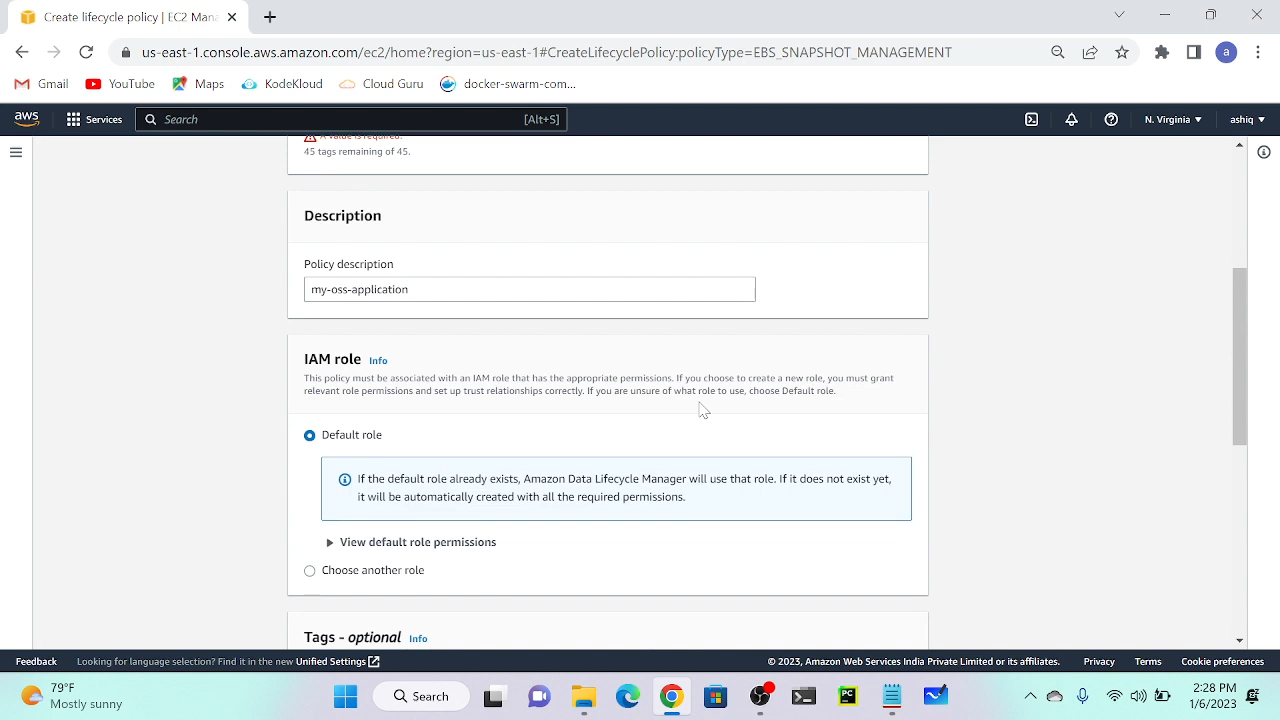 Create lifecycle policy | EC2 Mana
us-east-1.console.aws.amazon.com/ec2/home?region=us-east-1#CreateLifecyclePolicy:policyType=EBS_SNAPSHOT_MANAGEMENT
a
Gmail
YouTube
Maps
KodeKloud
Cloud Guru
docker-swarm-com...
aws
Services
Search
[Alt+S]
N. Virginia
ashiq
A value is required.
45 tags remaining of 45.
Description
Policy description
my-oss-application
IAM role Info
This policy must be associated with an IAM role that has the appropriate permissions. If you choose to create a new role, you must grant
relevant role permissions and set up trust relationships correctly. If you are unsure of what role to use, choose Default role.
Default role
If the default role already exists, Amazon Data Lifecycle Manager will use that role. If it does not exist yet,
it will be automatically created with all the required permissions.
View default role permissions
Choose another role
Tags - optional Info
Feedback
Looking for language selection? Find it in the new Unified Settings
© 2023, Amazon Web Services India Private Limited or its affiliates.
Privacy
Terms
Cookie preferences
79°F
Mostly sunny
Search
PC
2:28 PM
1/6/2023